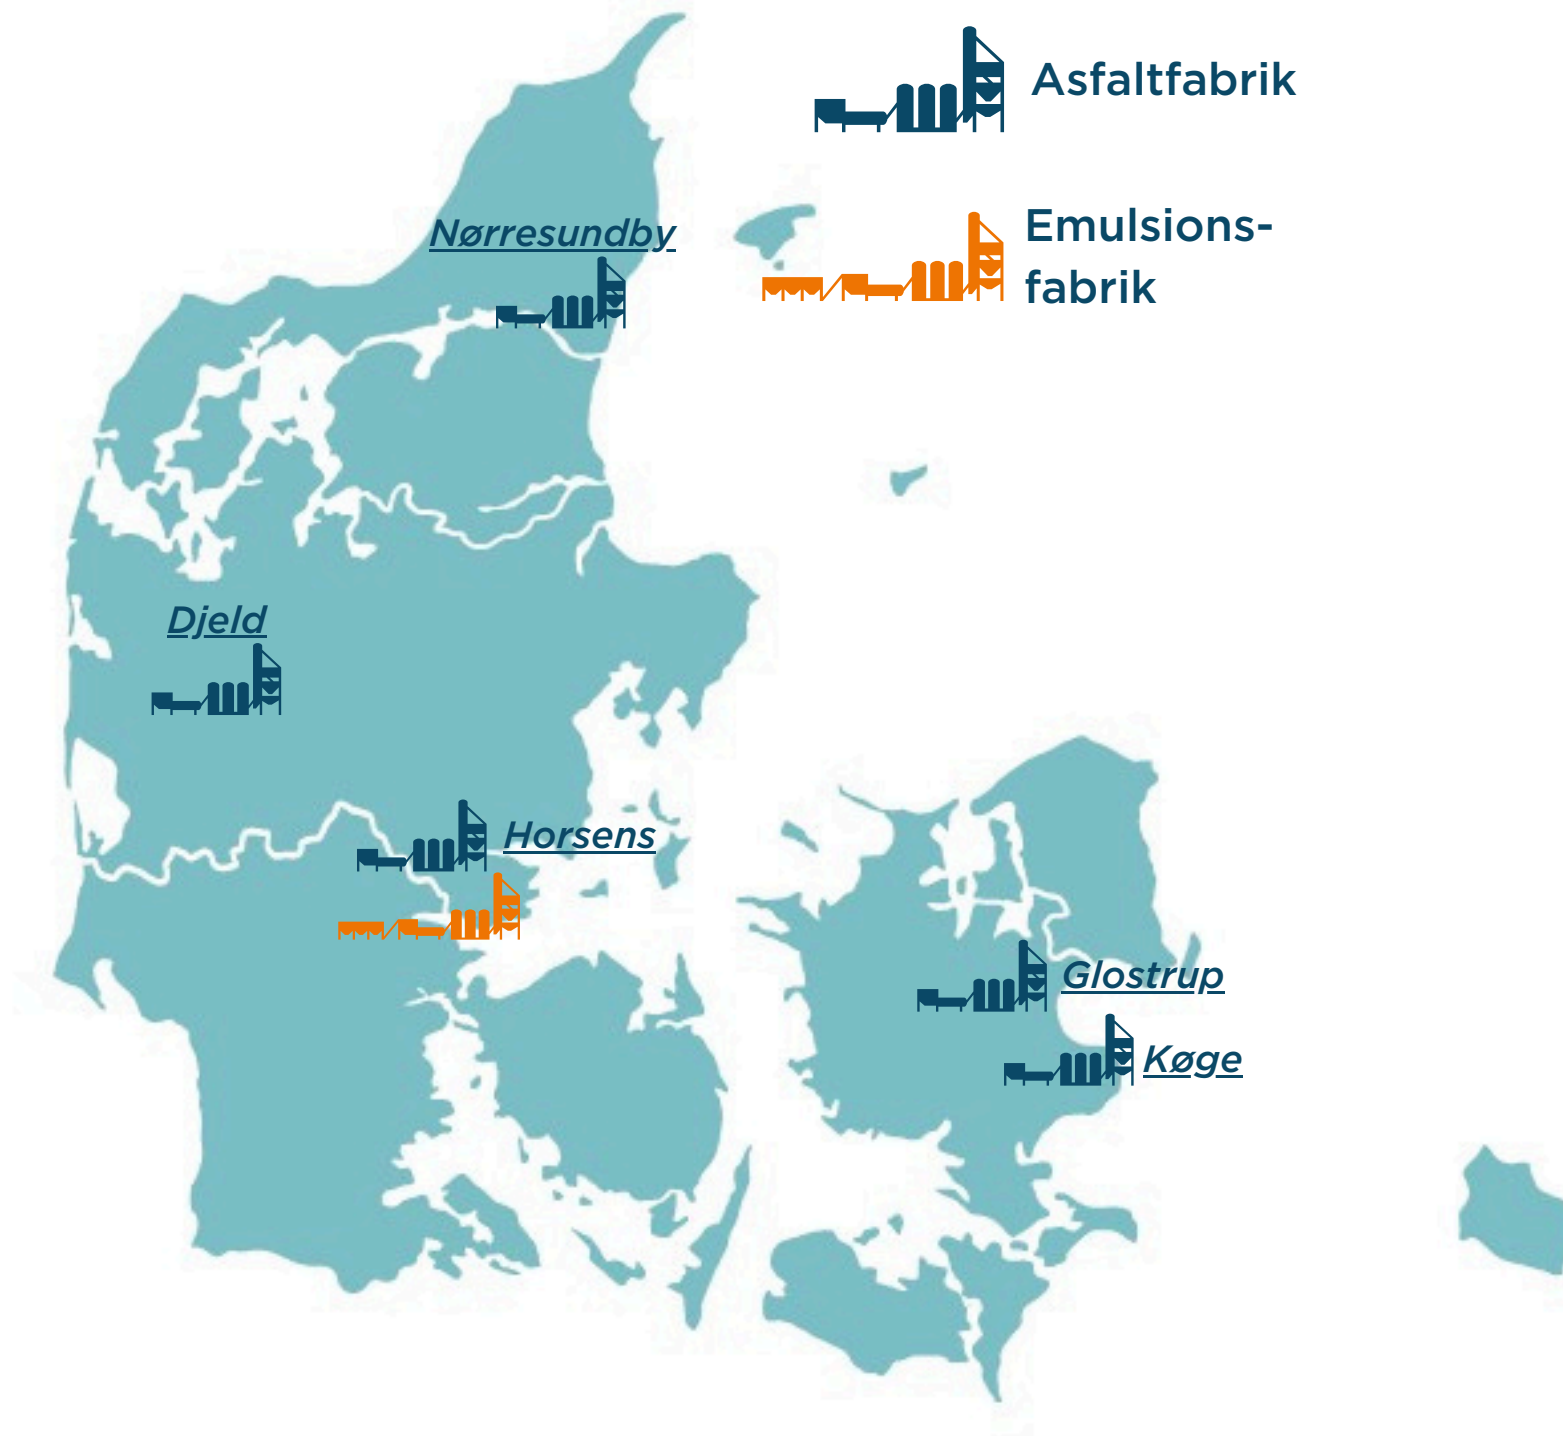 Asfaltfabrik
Emulsions-
fabrik
Nørresundby
Djeld
Horsens
Glostrup
Køge